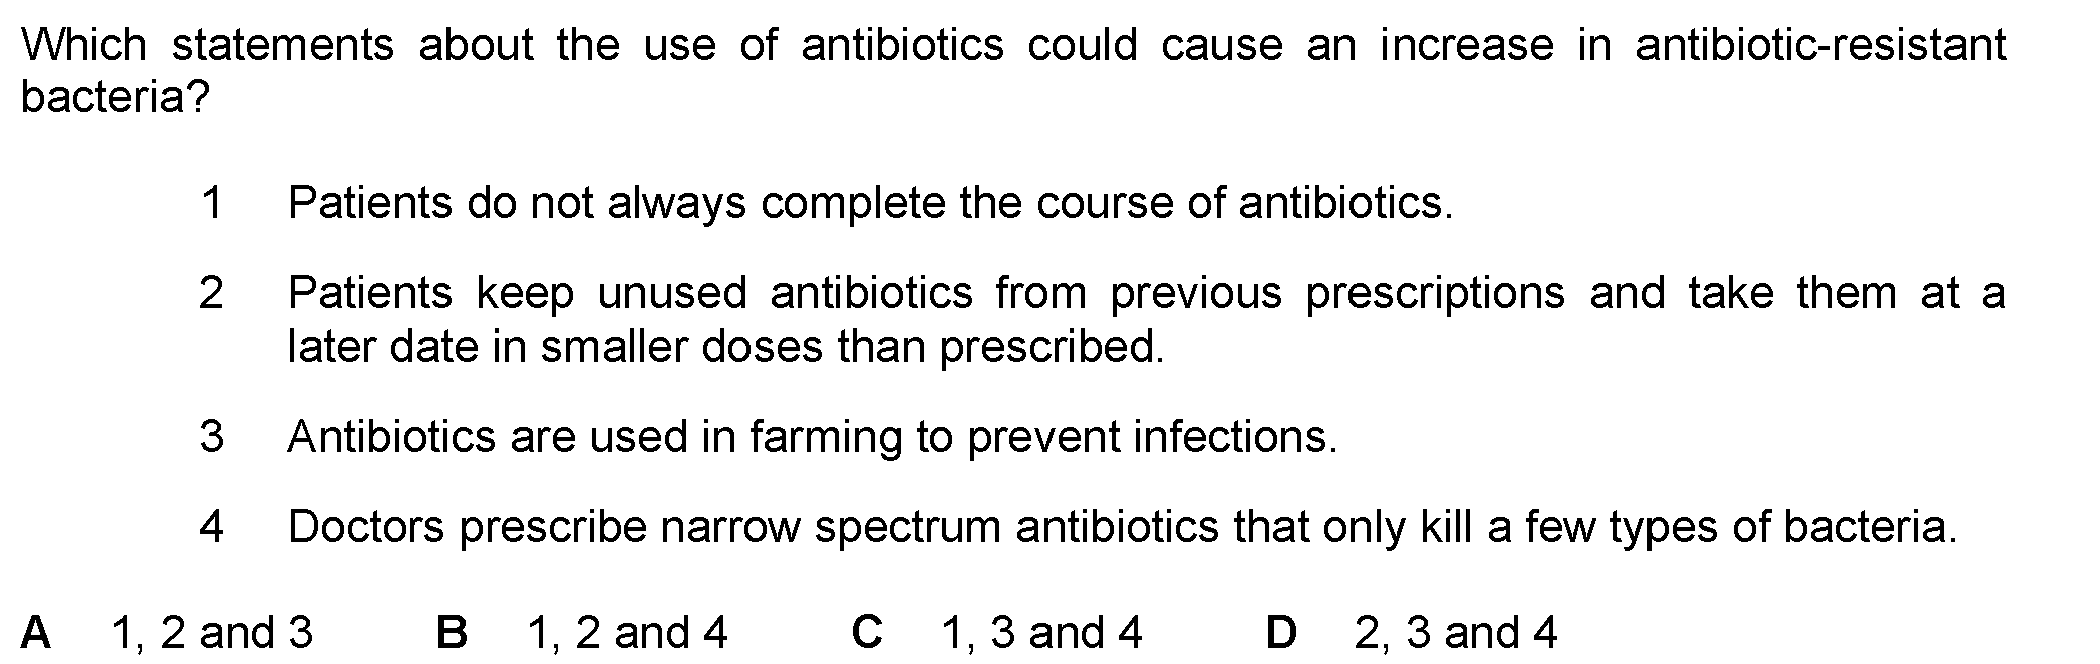 Which statements about the use of antibiotics could cause an increase in antibiotic-resistant
bacteria?
1 Patients do not always complete the course of antibiotics.
2 Patients keep unused antibiotics from previous prescriptions and take them at a
later date in smaller doses than prescribed.
3 Antibiotics are used in farming to prevent infections.
4 Doctors prescribe narrow spectrum antibiotics that only kill a few types of bacteria.
A 1, 2 and 3 B 1, 2 and 4 C 1, 3 and 4 D 2, 3 and 4